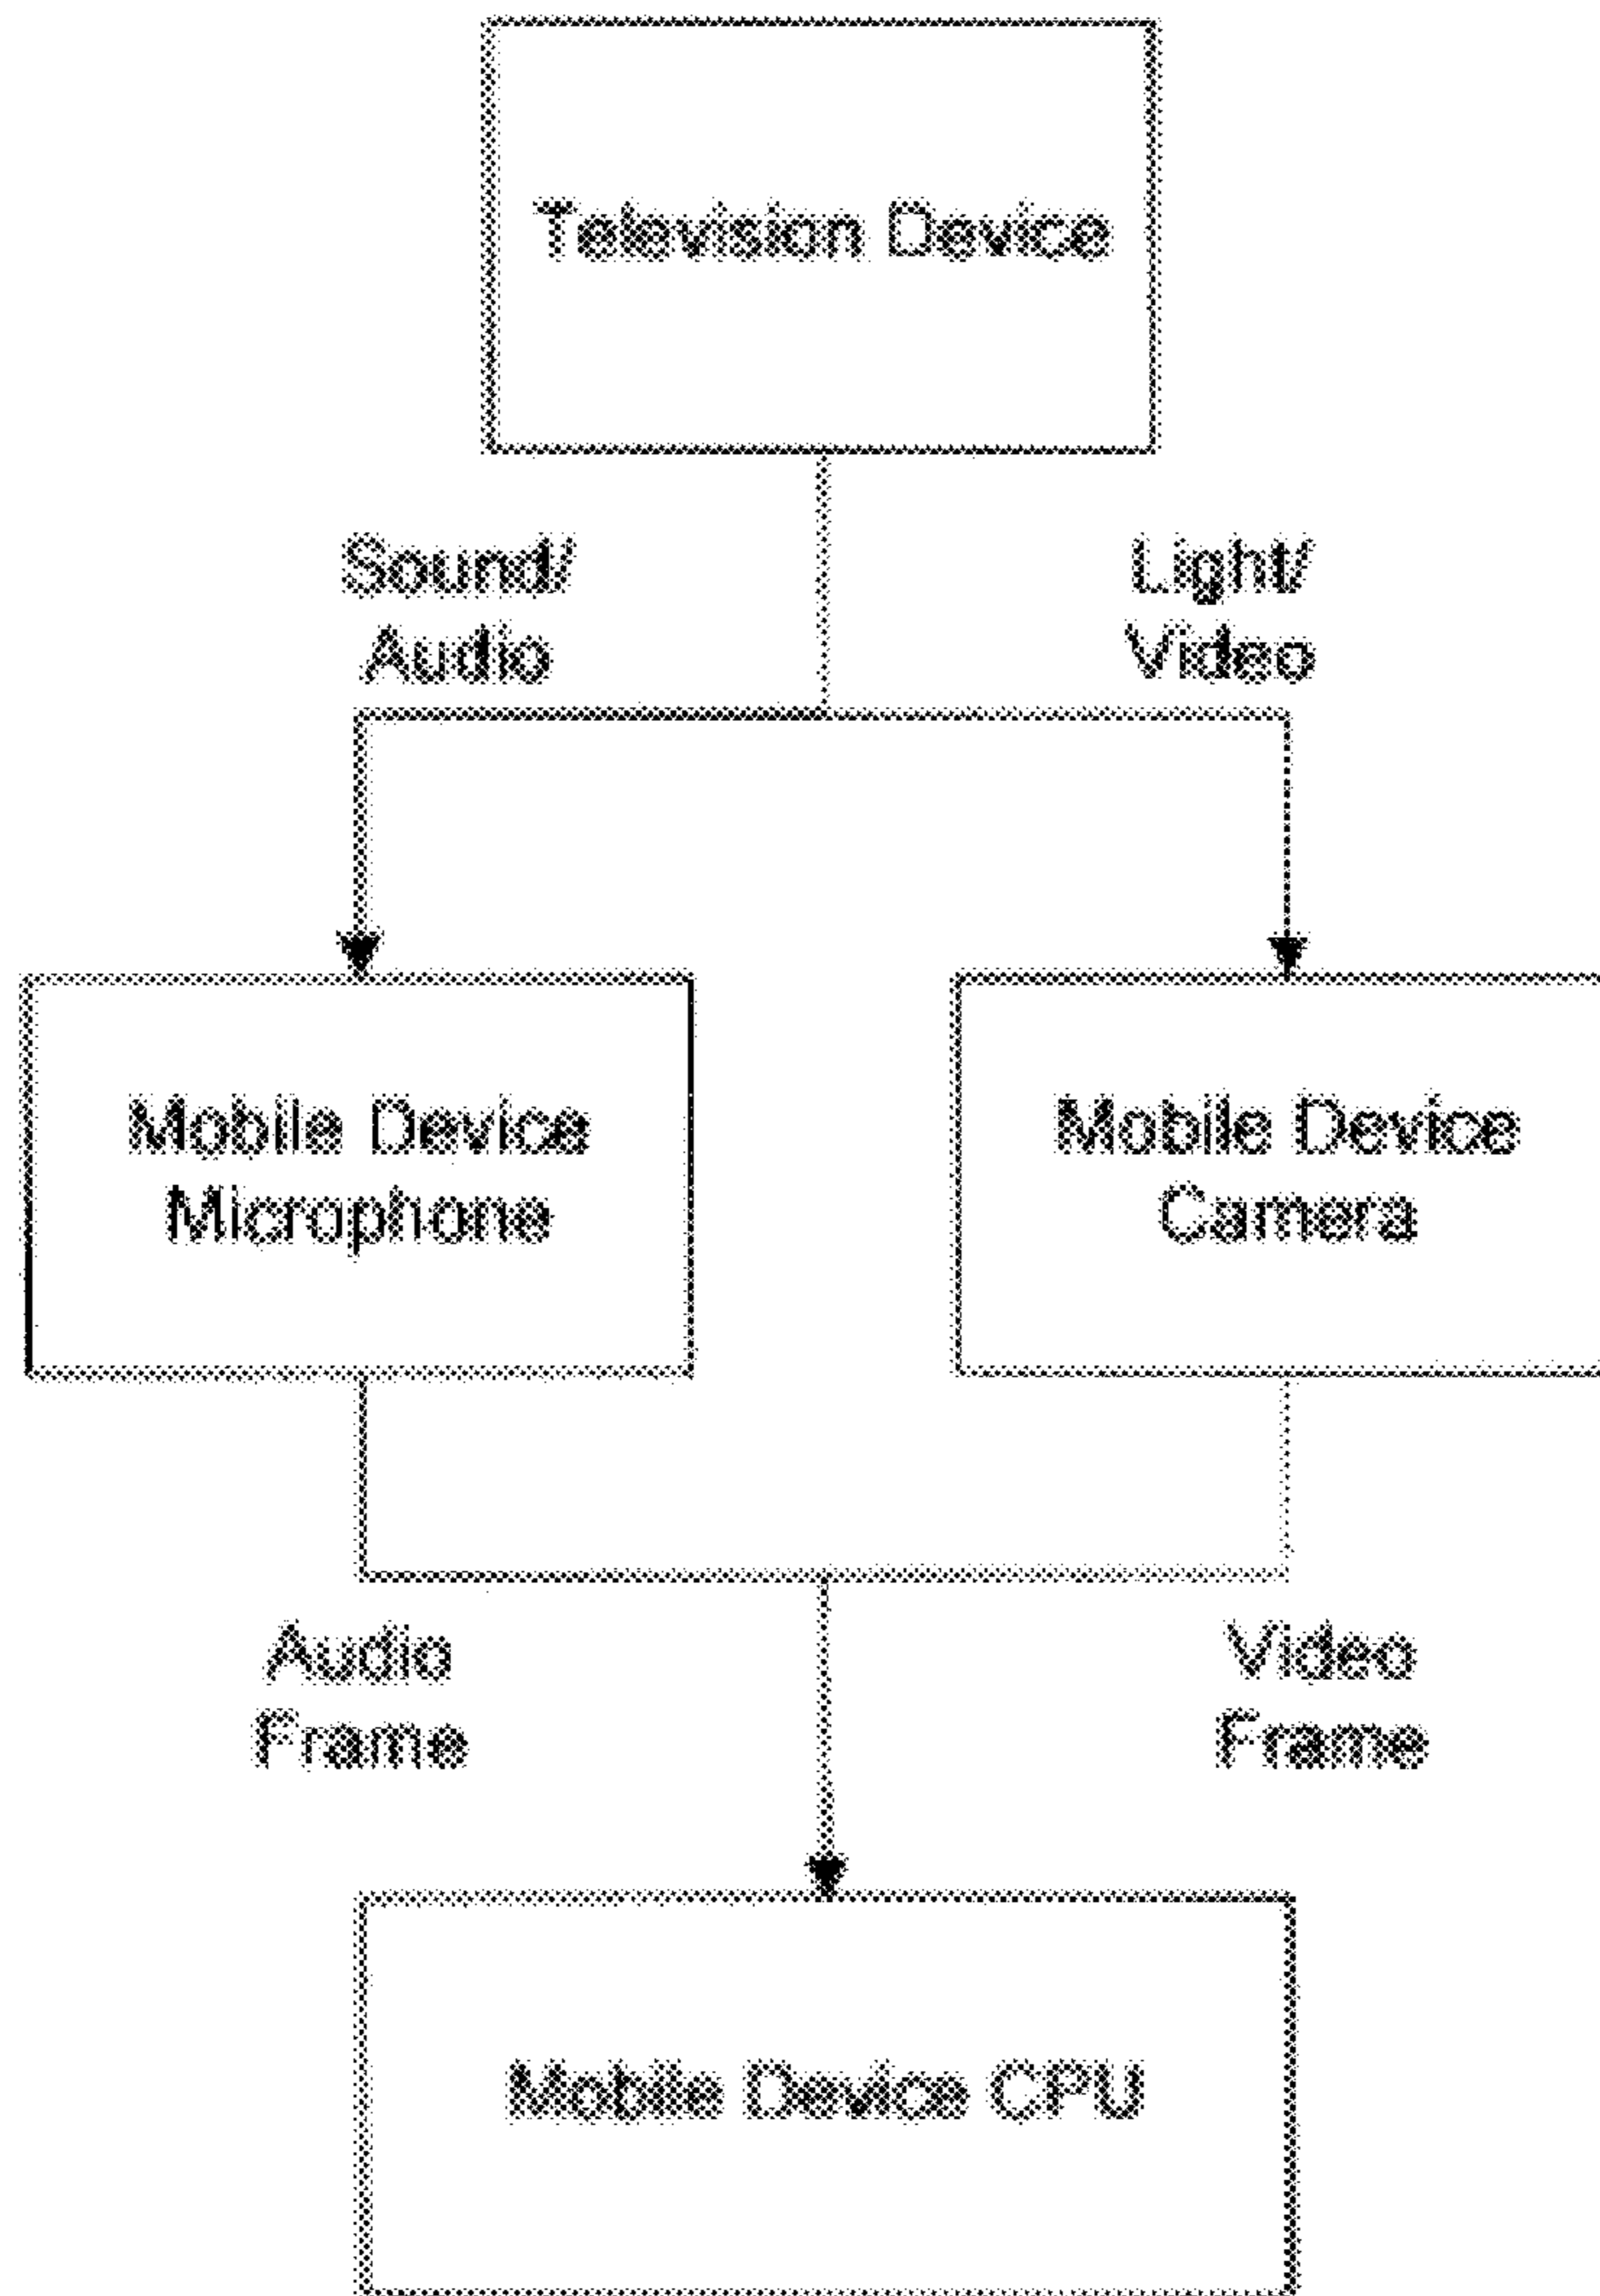 Television Device
Sound/
Audio
Light/
Video
Mobile Device
Microphone
Mobile Device
Camera
Audio
Frame
Video
Frame
Mobile Device CPU